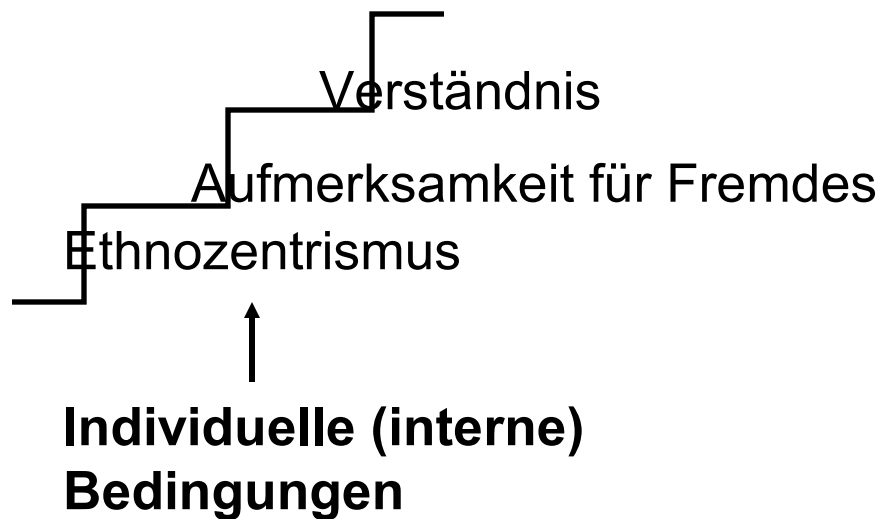 Verständnis
Aufmerksamkeit für Fremdes
Ethnozentrismus
Individuelle (interne)
Bedingungen